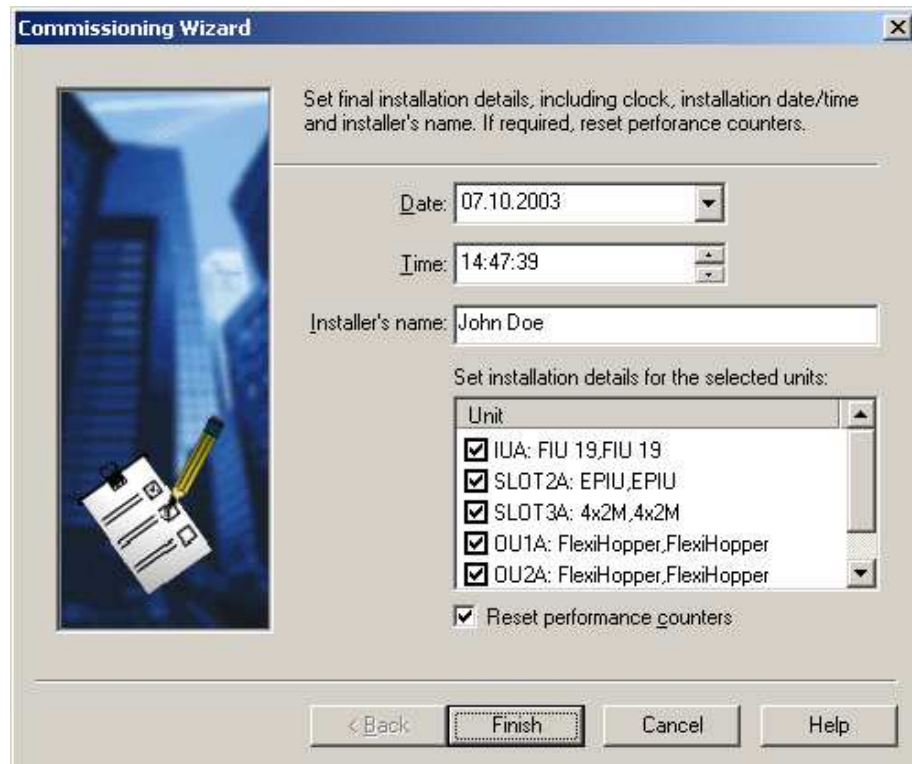 Commissioning Wizard
Set final installation details, including clock, installation date/time
and installer's name. If required, reset perforance counters.
Date: 07.10.2003
Time: 14:47:39
Installer's name: John Doe
Set installation details for the selected units:
Unit
IUA: FIU 19,FIU 19
SLOT2A: EPIU,EPIU
SLOT3A: 4x2M,4x2M
OU1A: FlexiHopper,FlexiHopper
OU2A: FlexiHopper,FlexiHopper
Reset performance counters
< Back Finish Cancel Help